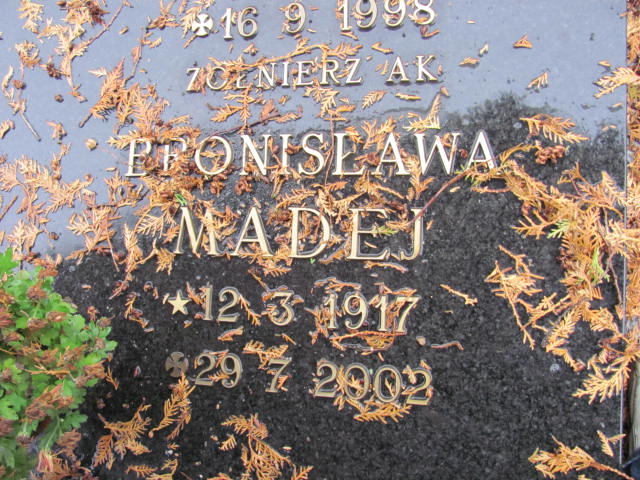 16 9 1998
ŻOŁNIERZ AK
BRONISŁAWA
MADEJ
12 3 1917
29 7 2002